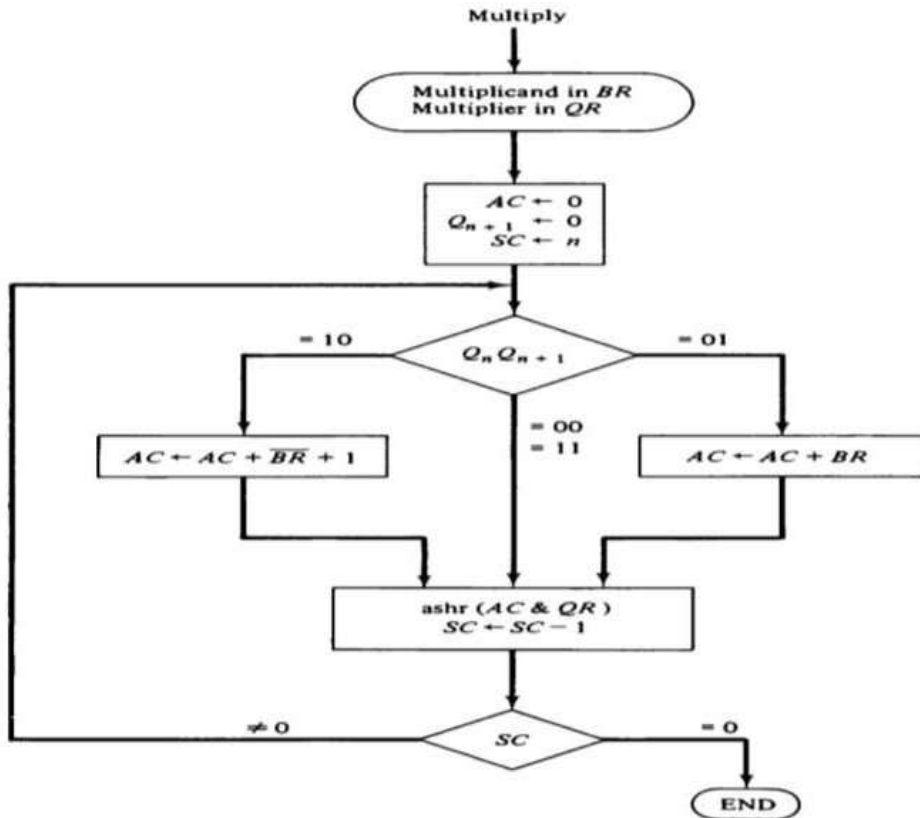 Multiply
Multiplicand in BR
Multiplier in QR
AC ← 0
Qₙ₊₁ ← 0
SC ← n
= 10
QₙQₙ₊₁
= 01
= 00
= 11
AC ← AC + B̅R̅ + 1
AC ← AC + BR
ashr (AC & QR)
SC ← SC − 1
≠ 0
SC
= 0
END